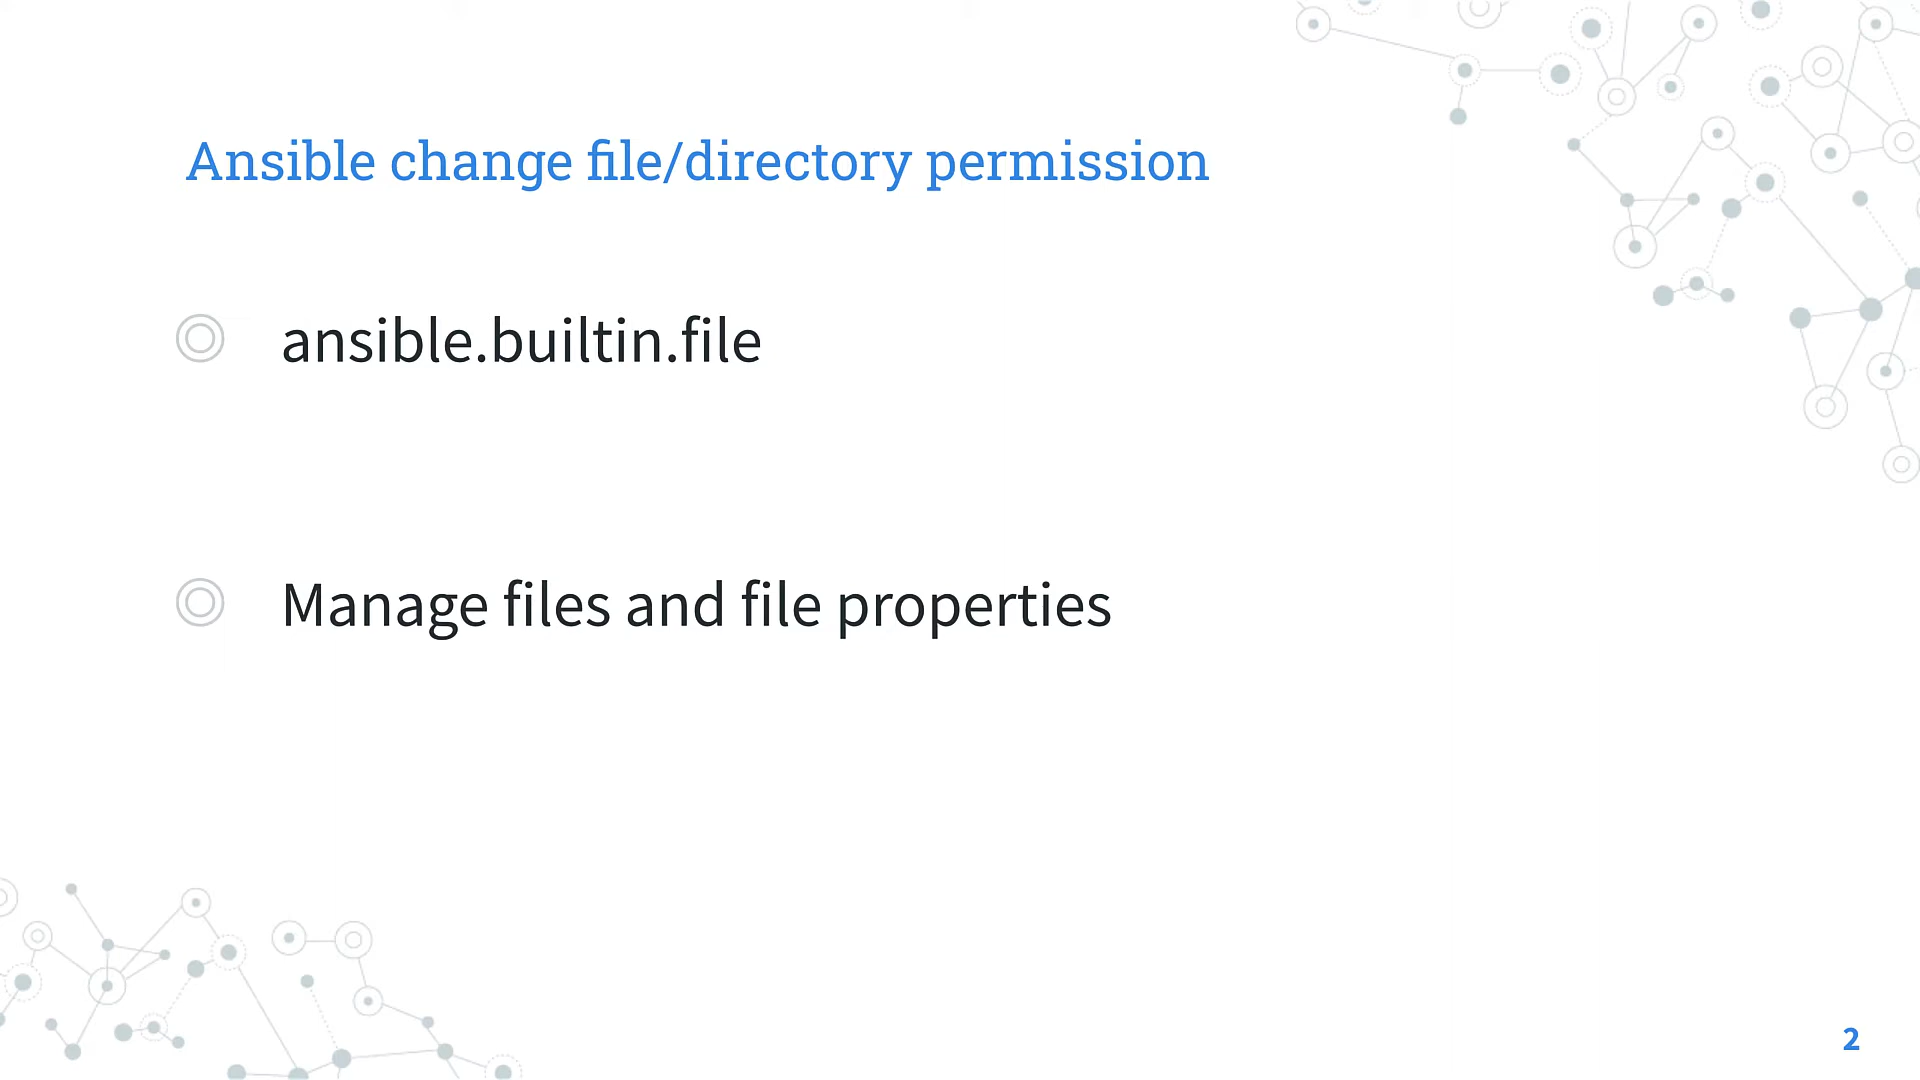 Ansible change file/directory permission
ansible.builtin.file
Manage files and file properties
2